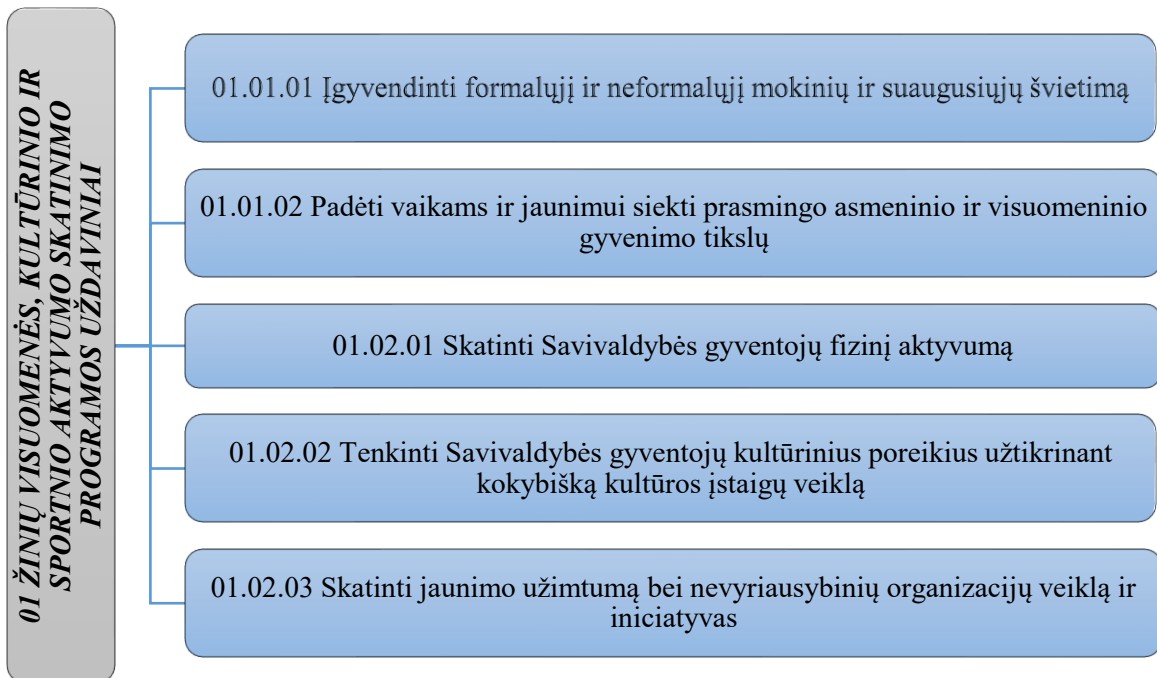 01 ŽINIŲ VISUOMENĖS, KULTŪRINIO IR
SPORTNIO AKTYVUMO SKATINIMO
PROGRAMOS UŽDAVINIAI
01.01.01 Įgyvendinti formalųjį ir neformalųjį mokinių ir suaugusiųjų švietimą
01.01.02 Padėti vaikams ir jaunimui siekti prasmingo asmeninio ir visuomeninio
gyvenimo tikslų
01.02.01 Skatinti Savivaldybės gyventojų fizinį aktyvumą
01.02.02 Tenkinti Savivaldybės gyventojų kultūrinius poreikius užtikrinant
kokybišką kultūros įstaigų veiklą
01.02.03 Skatinti jaunimo užimtumą bei nevyriausybinių organizacijų veiklą ir
iniciatyvas